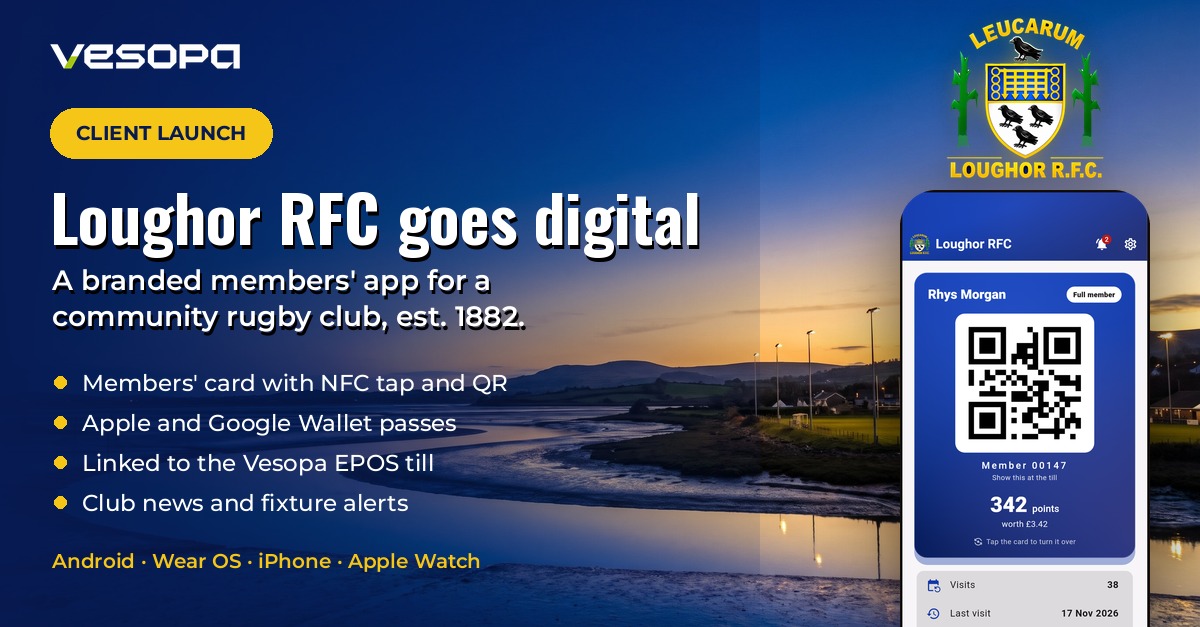 vesopa
CLIENT LAUNCH
Loughor RFC goes digital
A branded members' app for a
community rugby club, est. 1882.
Members' card with NFC tap and QR
Apple and Google Wallet passes
Linked to the Vesopa EPOS till
Club news and fixture alerts
Android · Wear OS · iPhone · Apple Watch
LEUCARUM
LOUGHOR R.F.C.
Loughor RFC
2
Rhys Morgan
Full member
Member 00147
Show this at the till
342 points
worth £3.42
Tap the card to turn it over
Visits 38
Last visit 17 Nov 2026